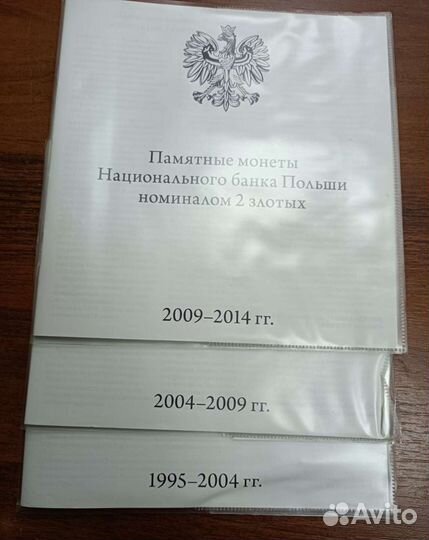 Памятные монеты
Национального банка Польши
номиналом 2 злотых
2009–2014 гг.
2004–2009 гг.
1995–2004 гг.
Avito